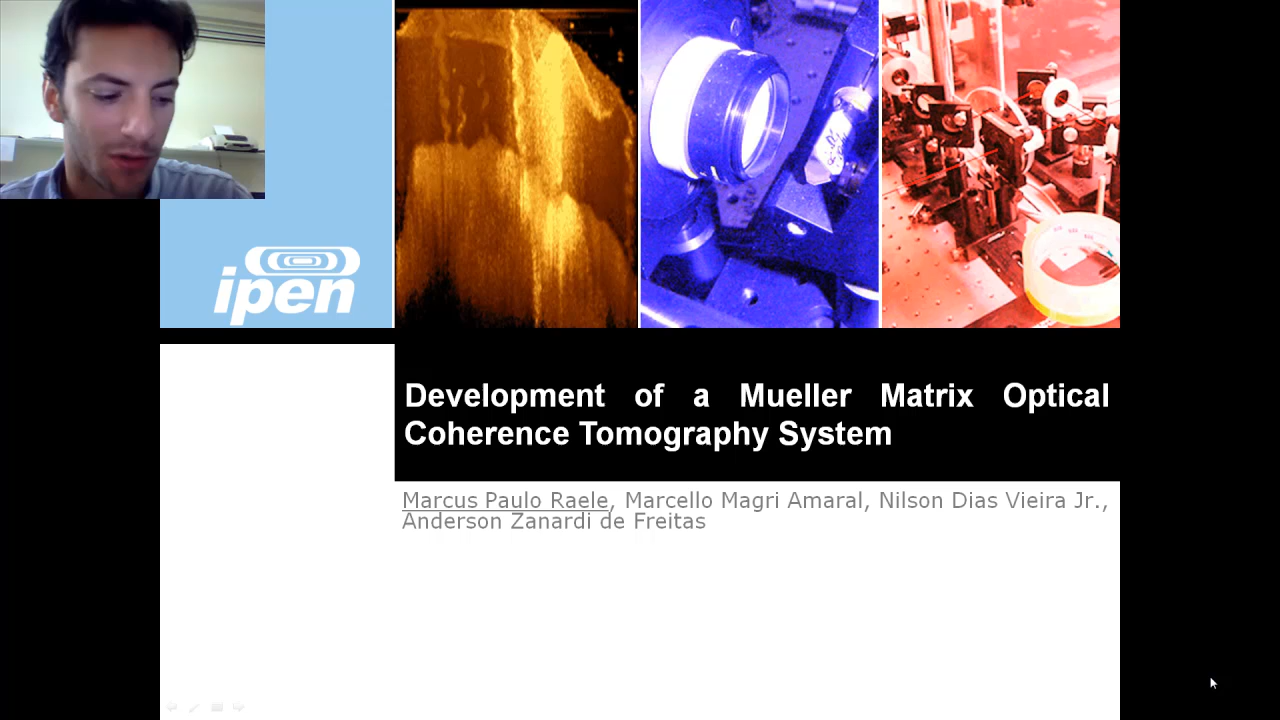 ipen
Development of a Mueller Matrix Optical
Coherence Tomography System
Marcus Paulo Raele, Marcello Magri Amaral, Nilson Dias Vieira Jr.,
Anderson Zanardi de Freitas